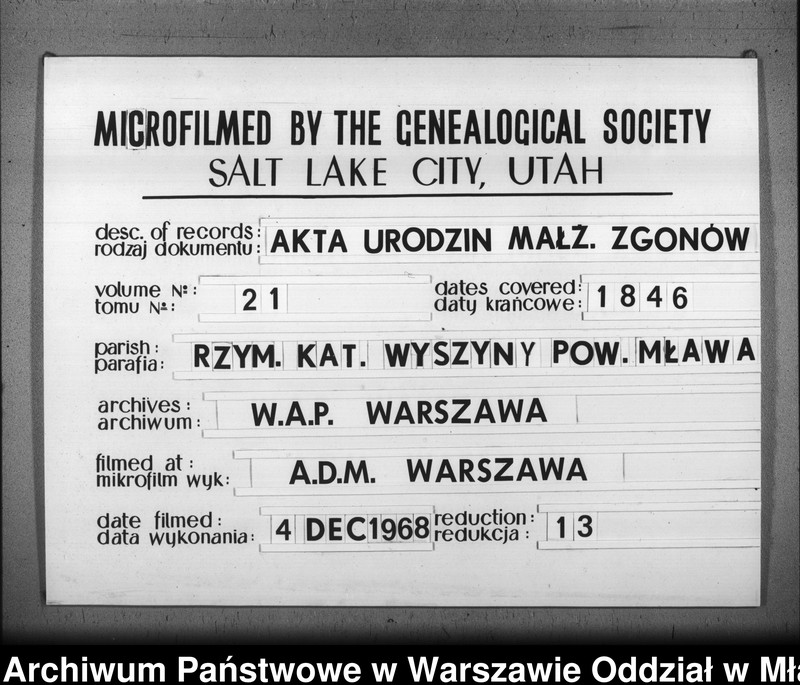 MICROFILMED BY THE GENEALOGICAL SOCIETY
SALT LAKE CITY, UTAH
desc. of records:
rodzaj dokumentu: AKTA URODZIN MAŁŻ. ZGONÓW
volume №:
tomu №: 21
dates covered:
daty krańcowe: 1846
parish:
parafia: RZYM. KAT. WYSZYNY POW. MŁAWA
archives:
archiwum: W.A.P. WARSZAWA
filmed at:
mikrofilm wyk: A.D.M. WARSZAWA
date filmed:
data wykonania: 4 DEC 1968
reduction:
redukcja: 13
Archiwum Państwowe w Warszawie Oddział w Mła